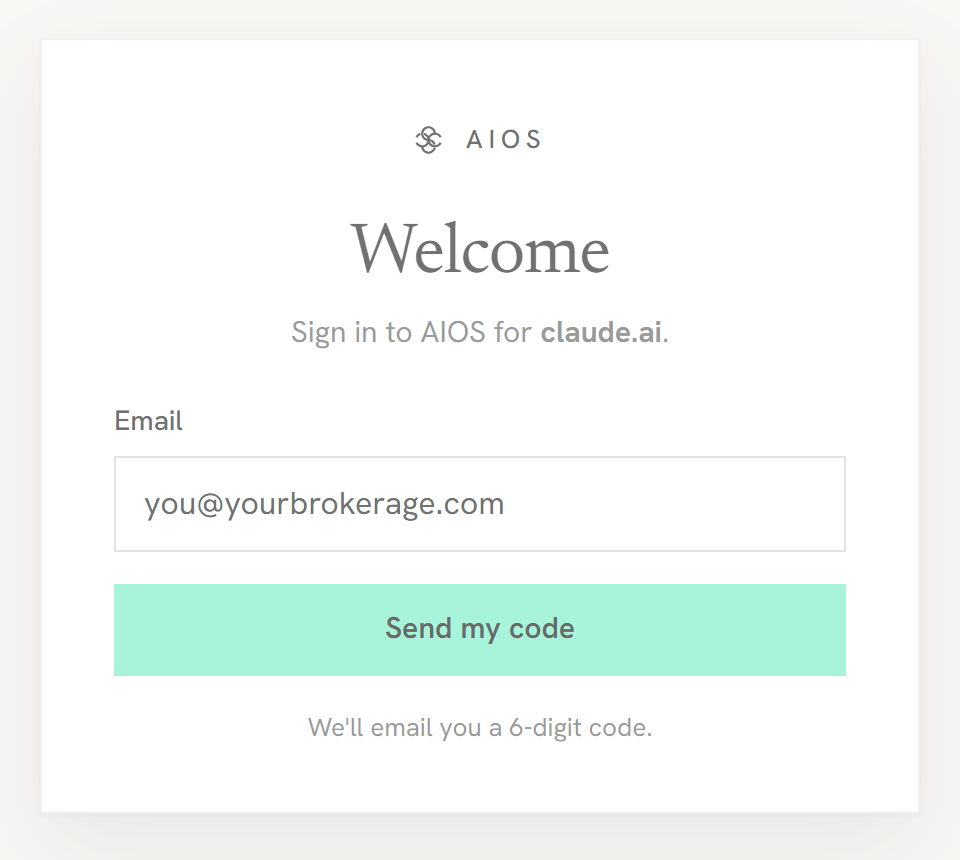 AIOS
Welcome
Sign in to AIOS for claude.ai.
Email
you@yourbrokerage.com
Send my code
We'll email you a 6-digit code.